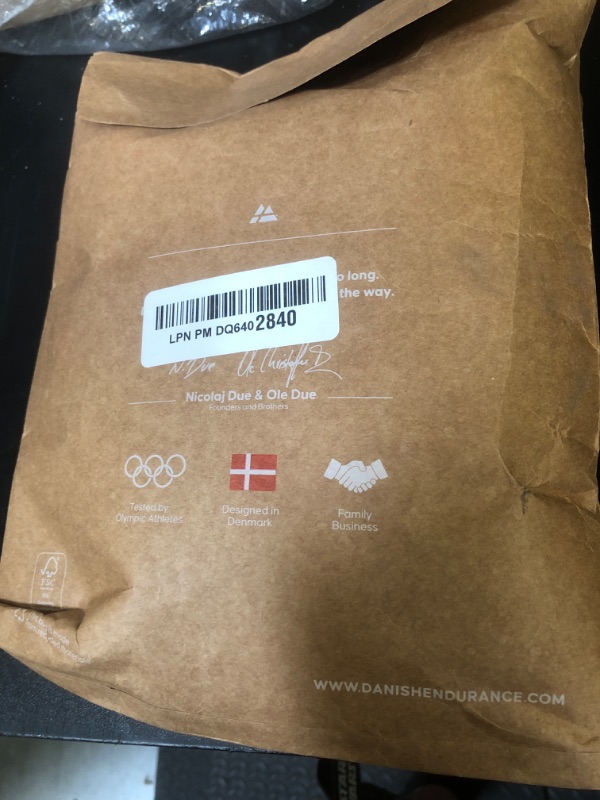 o long.
the way.
LPN PM DQ6402840
Nicolaj Due & Ole Due
Founders and Brothers
Tested by
Olympic Athletes
Designed in
Denmark
Family
Business
FSC
WWW.DANISHENDURANCE.COM